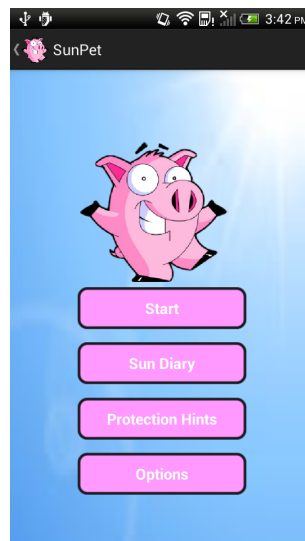 3:42 PM
SunPet
Start
Sun Diary
Protection Hints
Options